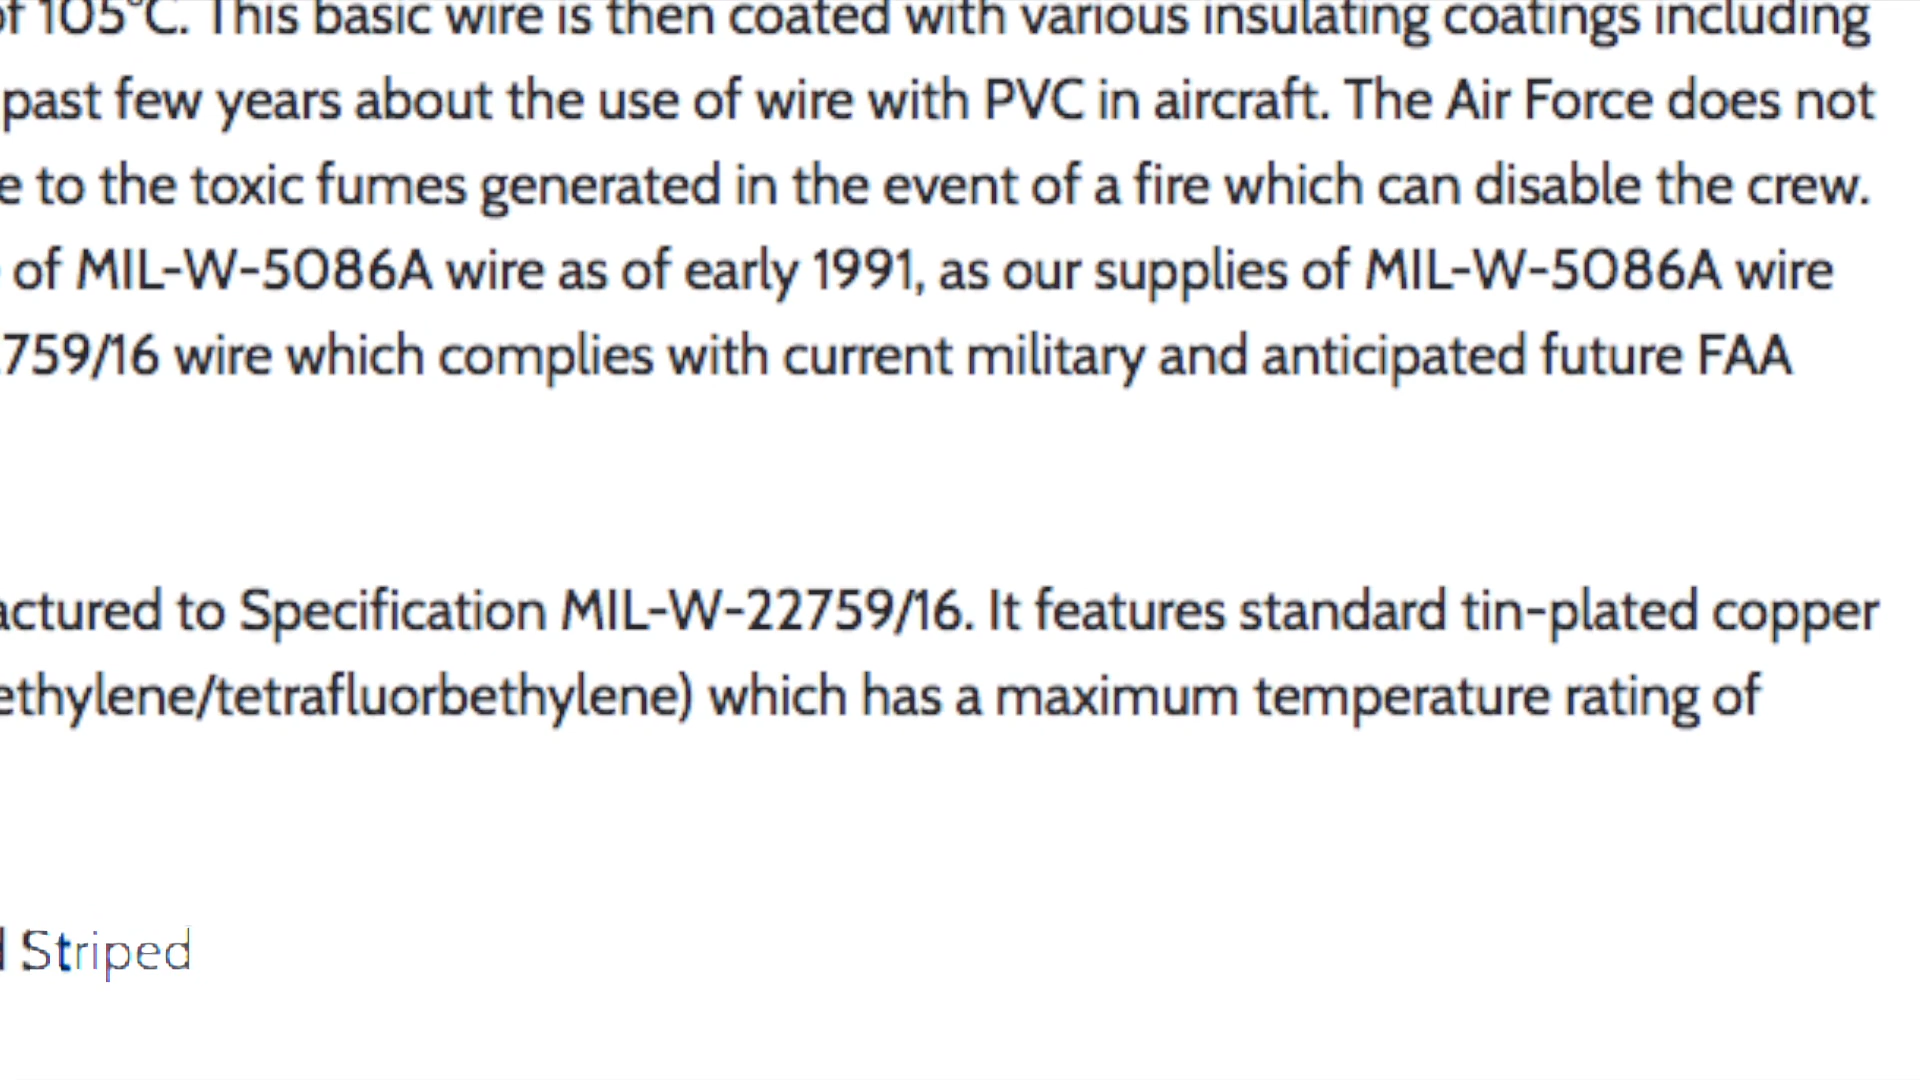 of 105°C. This basic wire is then coated with various insulating coatings including
past few years about the use of wire with PVC in aircraft. The Air Force does not
e to the toxic fumes generated in the event of a fire which can disable the crew.
of MIL-W-5086A wire as of early 1991, as our supplies of MIL-W-5086A wire
759/16 wire which complies with current military and anticipated future FAA
actured to Specification MIL-W-22759/16. It features standard tin-plated copper
ethylene/tetrafluorbethylene) which has a maximum temperature rating of
Striped